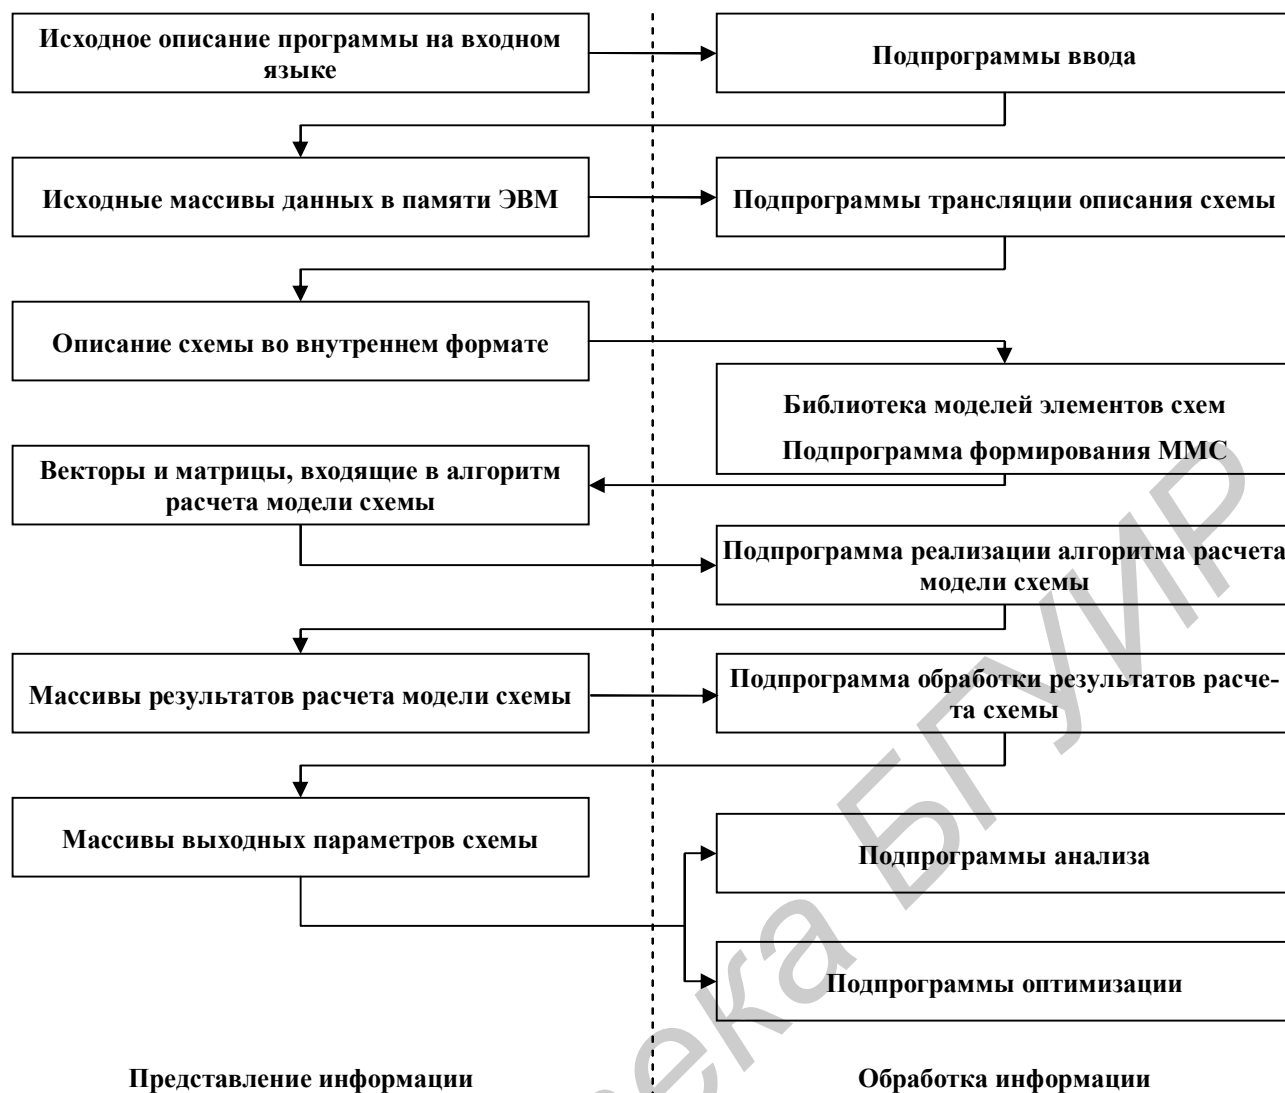 Исходное описание программы на входном
языке
Подпрограммы ввода
Исходные массивы данных в памяти ЭВМ
Подпрограммы трансляции описания схемы
Описание схемы во внутреннем формате
Библиотека моделей элементов схем
Подпрограмма формирования ММС
Векторы и матрицы, входящие в алгоритм
расчета модели схемы
Подпрограмма реализации алгоритма расчета
модели схемы
Массивы результатов расчета модели схемы
Подпрограмма обработки результатов расче-
та схемы
Массивы выходных параметров схемы
Подпрограммы анализа
Подпрограммы оптимизации
Представление информации
Обработка информации
ека БГУИР